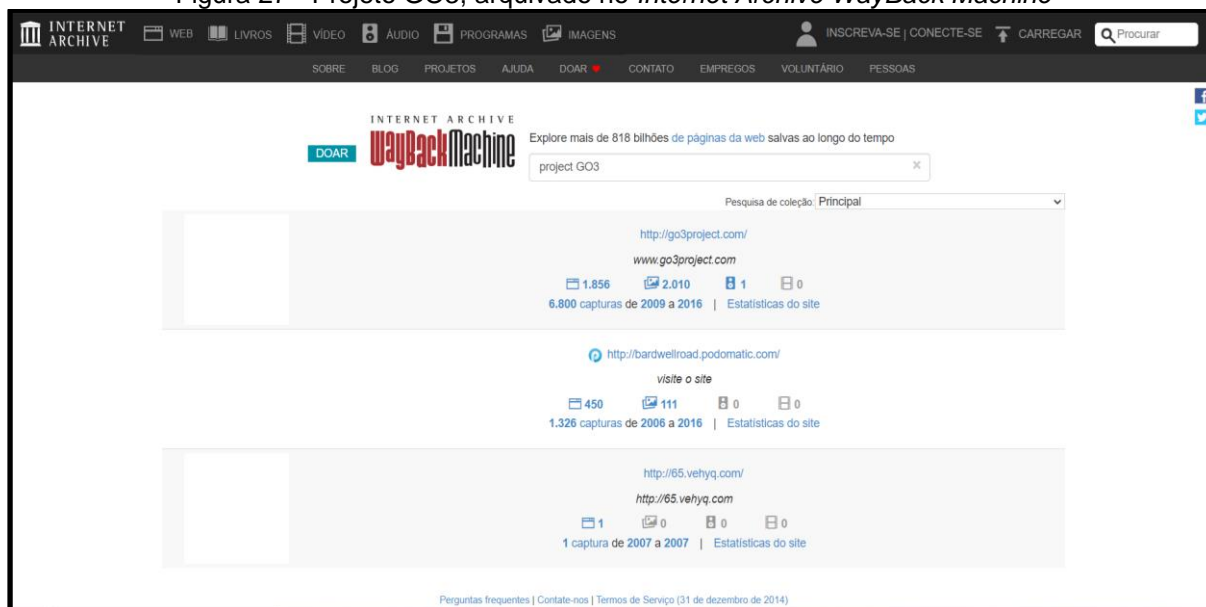 Figura 27 - Projeto GO3, arquivado no Internet Archive WayBack Machine
INTERNET ARCHIVE WEB LIVROS VÍDEO ÁUDIO PROGRAMAS IMAGENS INSCREVA-SE | CONECTE-SE CARREGAR Procurar
SOBRE BLOG PROJETOS AJUDA DOAR CONTATO EMPREGOS VOLUNTÁRIO PESSOAS
INTERNET ARCHIVE
DOAR WayBackMachine Explore mais de 818 bilhões de páginas da web salvas ao longo do tempo
project GO3
Pesquisa de coleção: Principal
http://go3project.com/
www.go3project.com
1.856 2.010 1 0
6.800 capturas de 2009 a 2016 | Estatísticas do site
http://bardwellroad.podomatic.com/
visite o site
450 111 0 0
1.326 capturas de 2006 a 2016 | Estatísticas do site
http://65.vehyq.com/
http://65.vehyq.com
1 0 0 0
1 captura de 2007 a 2007 | Estatísticas do site
Perguntas frequentes | Contate-nos | Termos de Serviço (31 de dezembro de 2014)